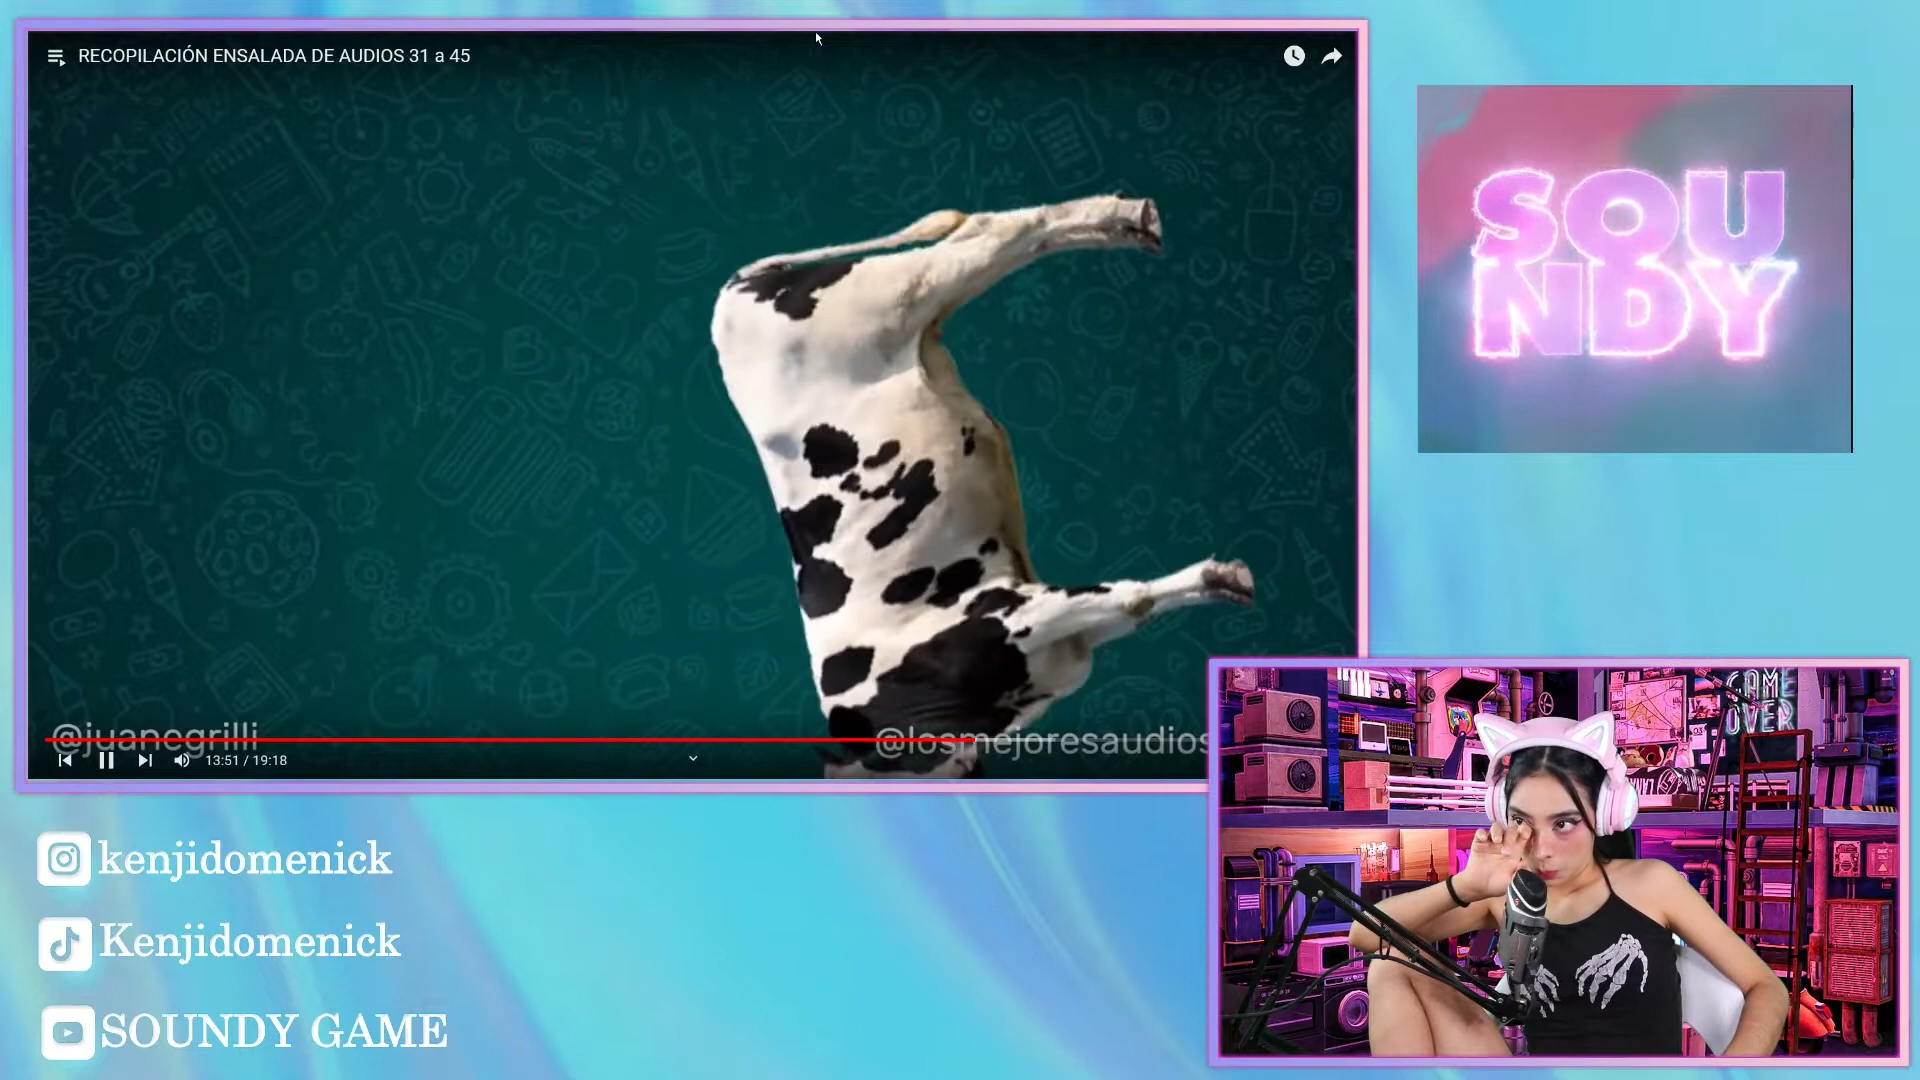 RECOPILACIÓN ENSALADA DE AUDIOS 31 a 45
SOU
NDY
@juanegrilli
@losmejoresaudios
13:51 / 19:18
GAME
OVER
kenjidomenick
Kenjidomenick
SOUNDY GAME